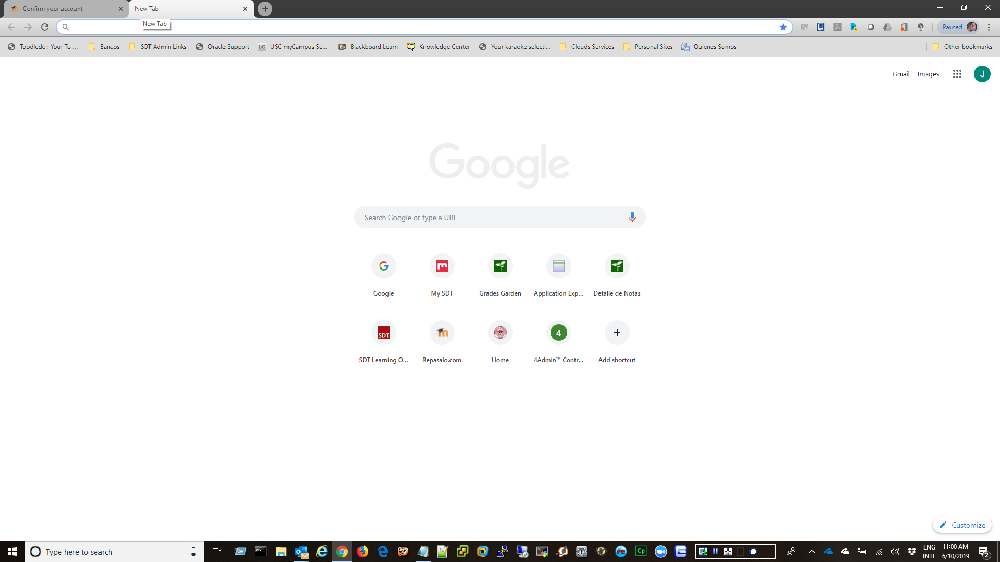 Confirm your account
New Tab
New Tab
R!
Paused
Toodledo : Your To-...
Bancos
SDT Admin Links
Oracle Support
LG
USC myCampus Se...
Bb
Blackboard Learn
Knowledge Center
Your karaoke selecti...
Clouds Services
Personal Sites
Quienes Somos
Other bookmarks
Gmail
Images
J
Google
Search Google or type a URL
G
Google
My SDT
Grades Garden
Application Exp...
Detalle de Notas
SDT
4
SDT Learning O...
Repasalo.com
Home
4Admin™ Contr...
Add shortcut
Customize
Type here to search
Cp
ENG
INTL
11:00 AM
6/10/2019
2